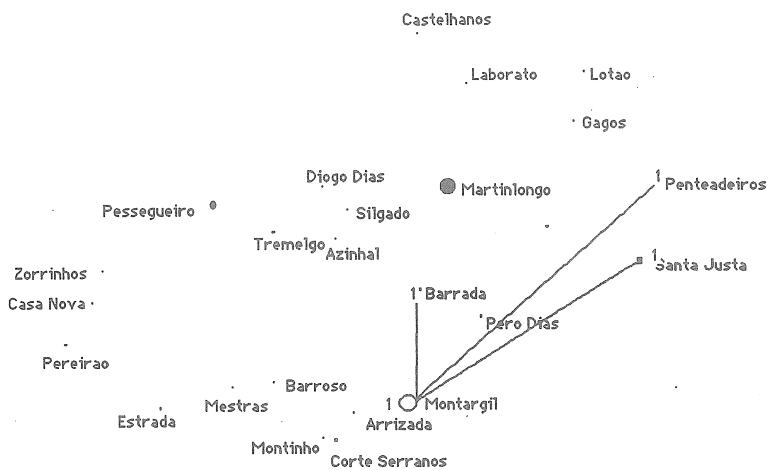 Castelhanos
Laborato
Lotao
Gagos
Diogo Dias
Martinlongo
1 Penteadeiros
Pessegueiro
Silgado
Tremelgo
Azinhal
1 Santa Justa
Zorrinhos
1 Barrada
Casa Nova
Pero Dias
Pereirao
Barroso
1 Montargil
Mestras
Estrada
Arrizada
Montinho
Corte Serranos